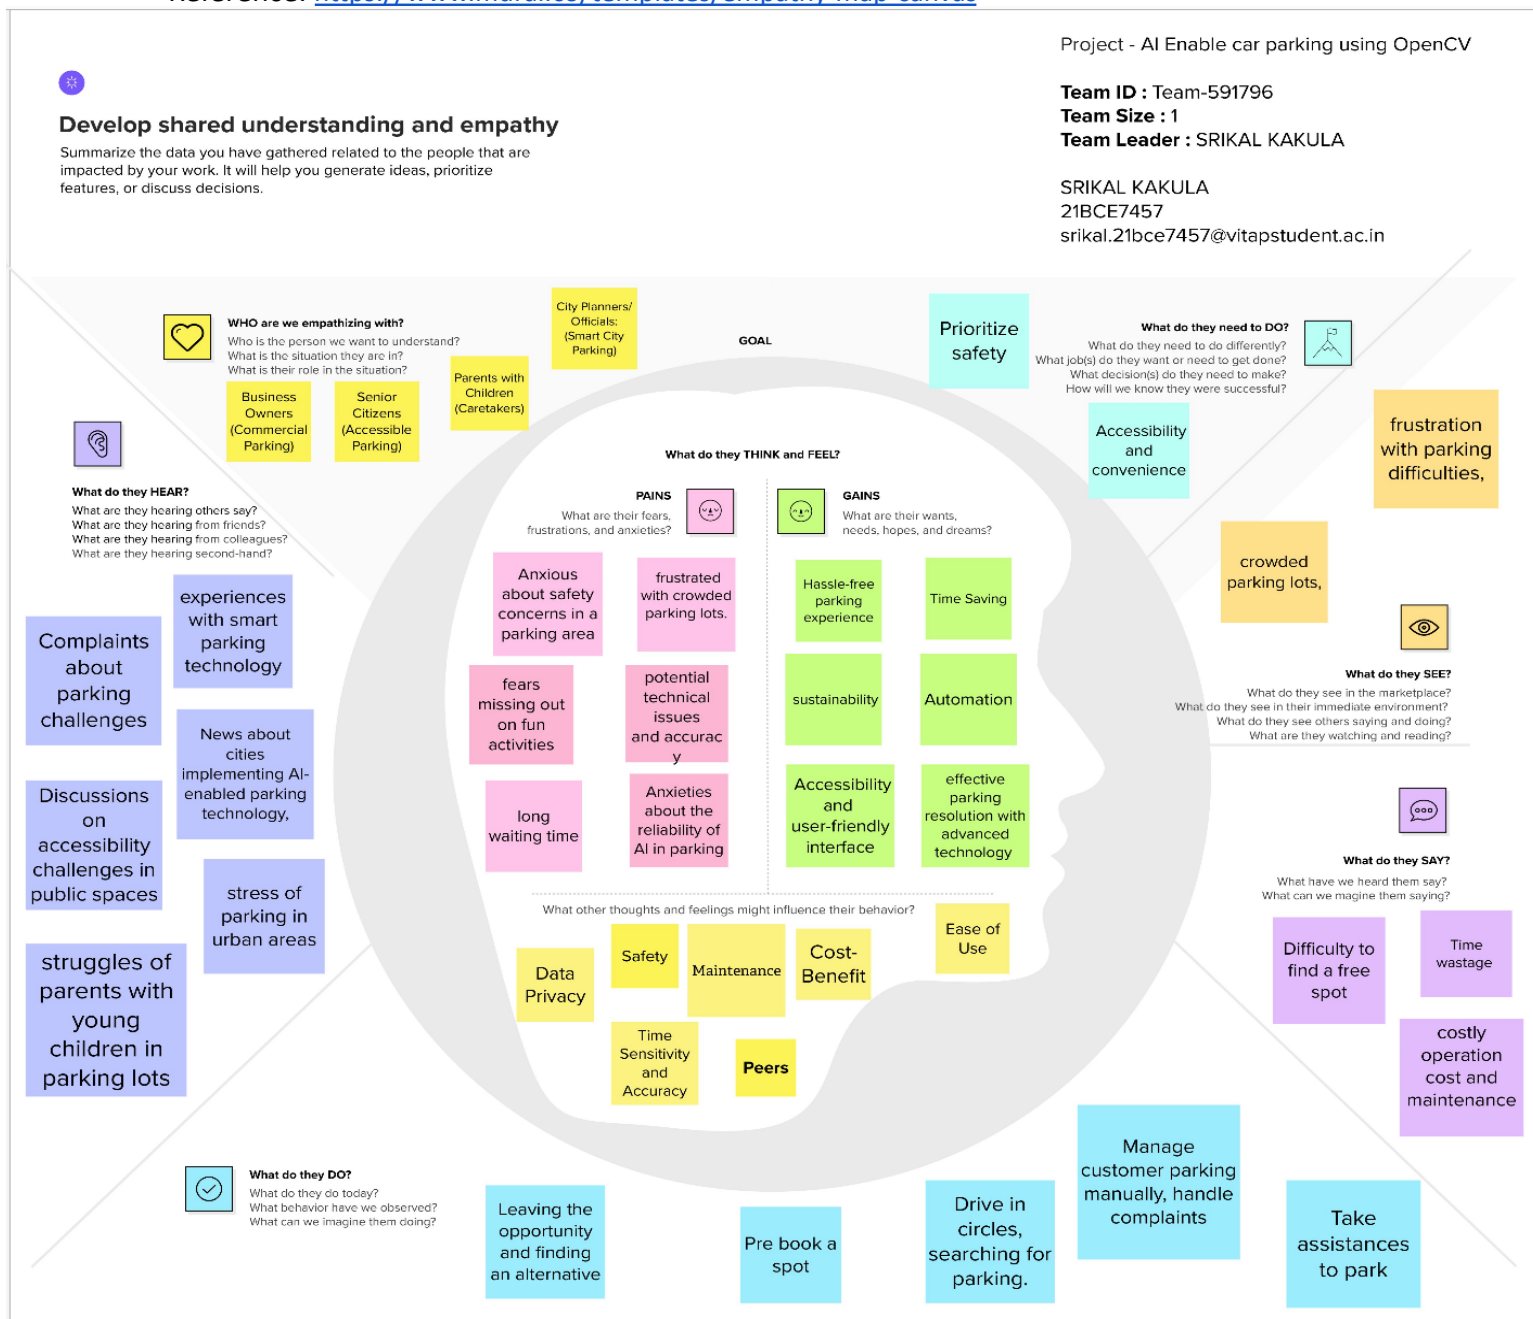 Reference: https://www.mural.co/templates/empathy-map-canvas
Project - AI Enable car parking using OpenCV
Team ID : Team-591796
Team Size : 1
Team Leader : SRIKAL KAKULA
SRIKAL KAKULA
21BCE7457
srikal.21bce7457@vitapstudent.ac.in
Develop shared understanding and empathy
Summarize the data you have gathered related to the people that are
impacted by your work. It will help you generate ideas, prioritize
features, or discuss decisions.
WHO are we empathizing with?
Who is the person we want to understand?
What is the situation they are in?
What is their role in the situation?
Business
Owners
(Commercial
Parking)
Senior
Citizens
(Accessible
Parking)
Parents with
Children
(Caretakers)
City Planners/
Officials:
(Smart City
Parking)
GOAL
Prioritize
safety
What do they need to DO?
What do they need to do differently?
What job(s) do they want or need to get done?
What decision(s) do they need to make?
How will we know they were successful?
Accessibility
and
convenience
frustration
with parking
difficulties,
crowded
parking lots,
What do they SEE?
What do they see in the marketplace?
What do they see in their immediate environment?
What do they see others saying and doing?
What are they watching and reading?
What do they HEAR?
What are they hearing others say?
What are they hearing from friends?
What are they hearing from colleagues?
What are they hearing second-hand?
experiences
with smart
parking
technology
Complaints
about
parking
challenges
News about
cities
implementing AI-
enabled parking
technology,
Discussions
on
accessibility
challenges in
public spaces
stress of
parking in
urban areas
struggles of
parents with
young
children in
parking lots
What do they THINK and FEEL?
PAINS
What are their fears,
frustrations, and anxieties?
Anxious
about safety
concerns in a
parking area
frustrated
with crowded
parking lots.
fears
missing out
on fun
activities
potential
technical
issues
and accurac
y
long
waiting time
Anxieties
about the
reliability of
AI in parking
GAINS
What are their wants,
needs, hopes, and dreams?
Hassle-free
parking
experience
Time Saving
sustainability
Automation
Accessibility
and
user-friendly
interface
effective
parking
resolution with
advanced
technology
What other thoughts and feelings might influence their behavior?
Data
Privacy
Safety
Maintenance
Cost-
Benefit
Ease of
Use
Time
Sensitivity
and
Accuracy
Peers
What do they SAY?
What have we heard them say?
What can we magine them saying?
Difficulty to
find a free
spot
Time
wastage
costly
operation
cost and
maintenance
What do they DO?
What do they do today?
What behavior have we observed?
What can we imagine them doing?
Leaving the
opportunity
and finding
an alternative
Pre book a
spot
Drive in
circles,
searching for
parking.
Manage
customer parking
manually, handle
complaints
Take
assistances
to park